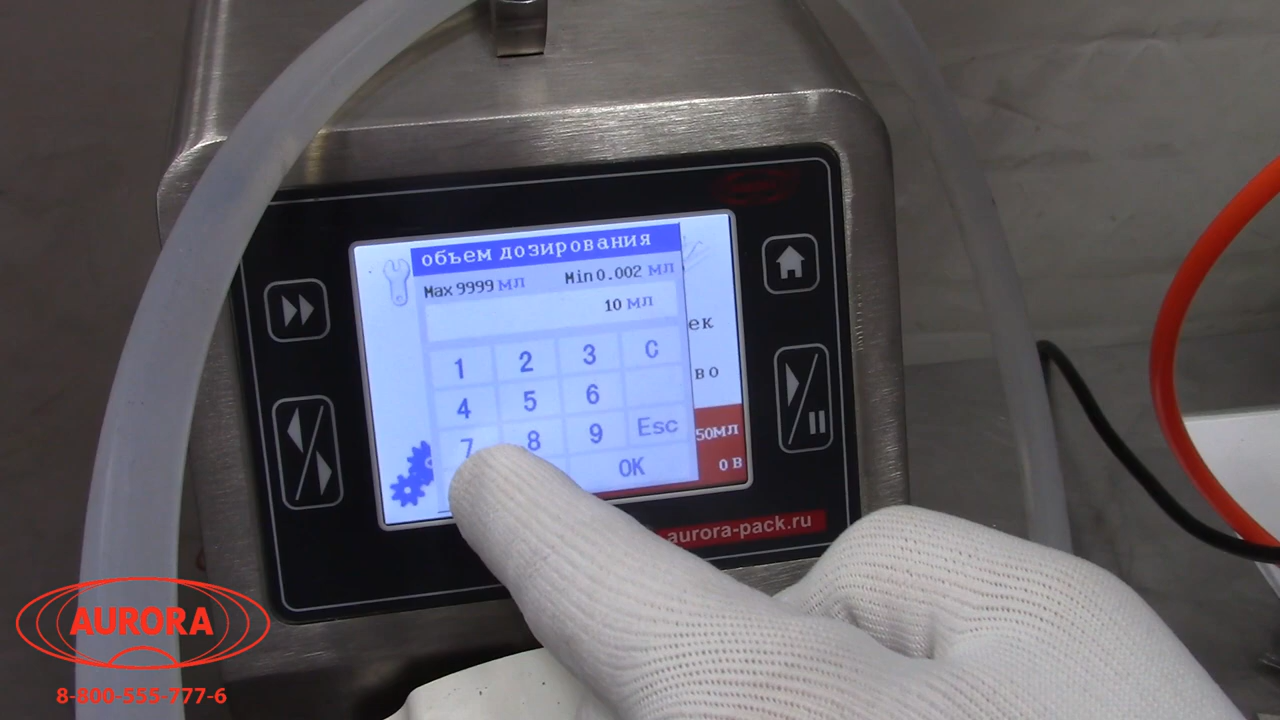 объем дозирования
Max 9999 мл Min 0.002 мл
10 мл
1 2 3 C
4 5 6
7 8 9 Esc
OK
ек
во
50мл
0 В
aurora-pack.ru
AURORA
8-800-555-777-6